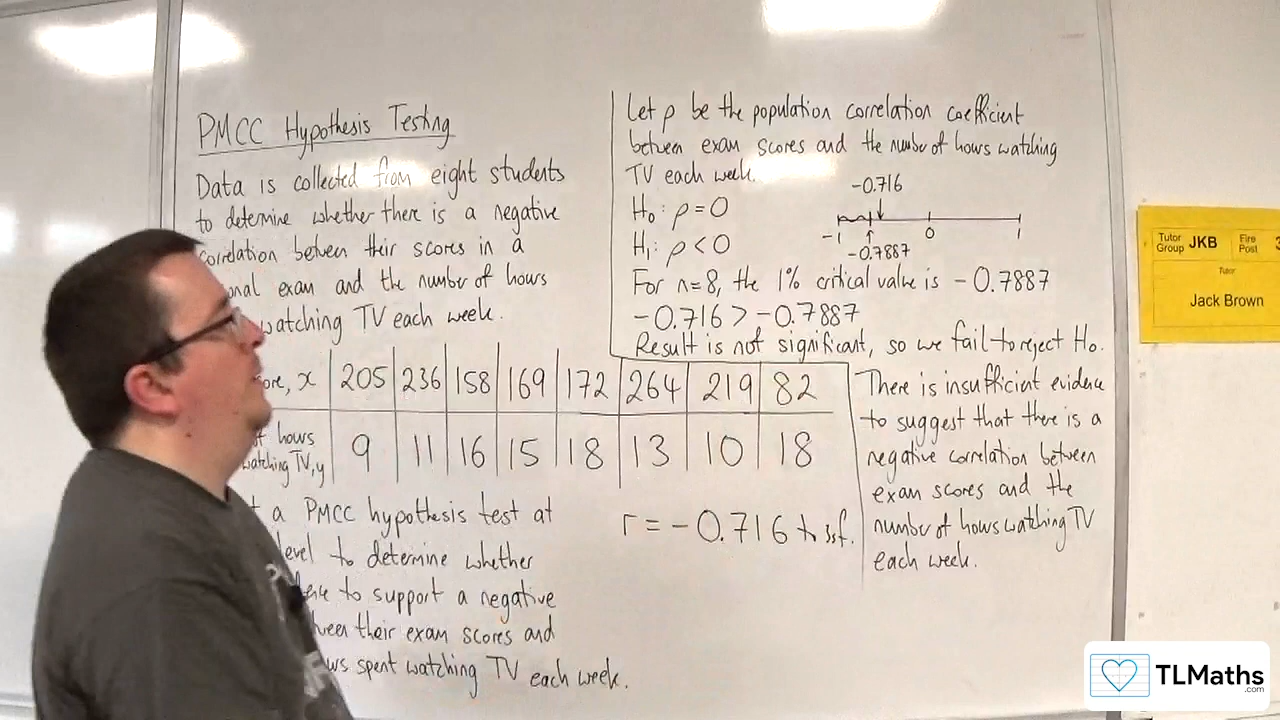 PMCC Hypothesis Testing
Data is collected from eight students
to determine whether there is a negative
correlation between their scores in a
onal exam and the number of hours
watching TV each week.
ore, x 205 236 158 169 172 264 219 82
of hours
watching TV, y 9 11 16 15 18 13 10 18
a PMCC hypothesis test at
level to determine whether
to support a negative
between their exam scores and
spent watching TV each week.
r = -0.716 to 3s.f.
Let ρ be the population correlation coefficient
between exam scores and the number of hours watching
TV each week.
H₀: ρ = 0
H₁: ρ < 0
-0.716
-1 0 1
-0.7887
For n=8, the 1% critical value is -0.7887
-0.716 > -0.7887
Result is not significant, so we fail to reject H₀.
There is insufficient evidence
to suggest that there is a
negative correlation between
exam scores and the
number of hours watching TV
each week.
Tutor Group JKB Fire Post 3
Tutor
Jack Brown
TLMaths
.com